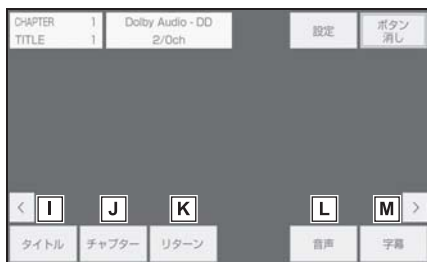 CHAPTER 1
TITLE 1
Dolby Audio - DD
2/0ch
設定
ボタン
消し
< I J K L M >
タイトル チャプター リターン 音声 字幕